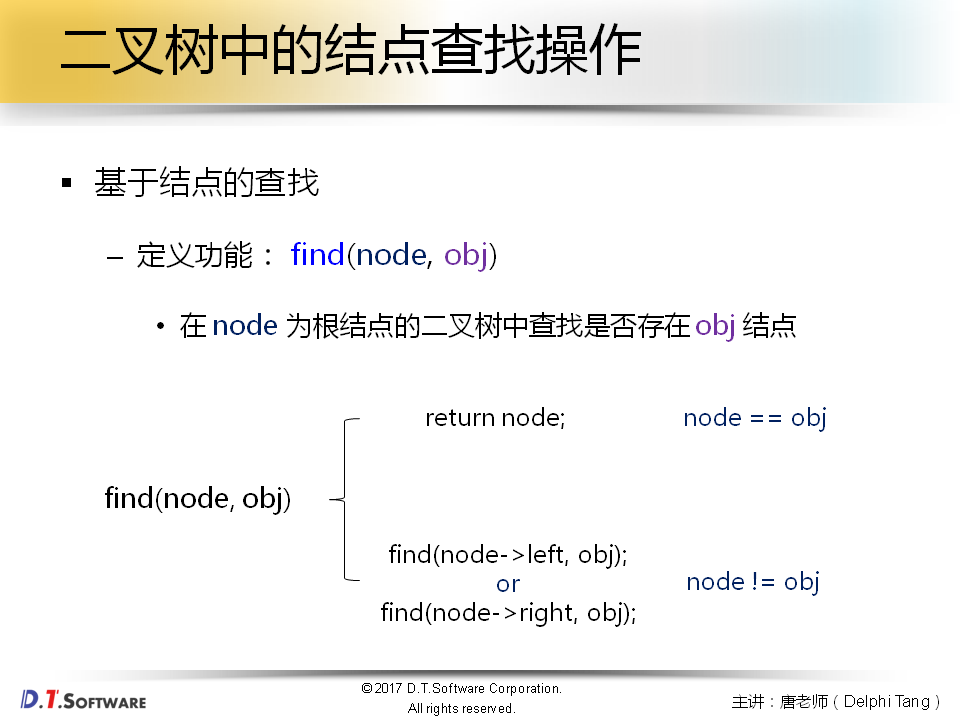 二叉树中的结点查找操作
▪ 基于结点的查找
– 定义功能： find(node, obj)
• 在 node 为根结点的二叉树中查找是否存在 obj 结点
return node; node == obj
find(node, obj)
find(node->left, obj);
or
node != obj
find(node->right, obj);
D.T.SOFTWARE
©2017 D.T.Software Corporation.
All rights reserved.
主讲：唐老师（Delphi Tang）